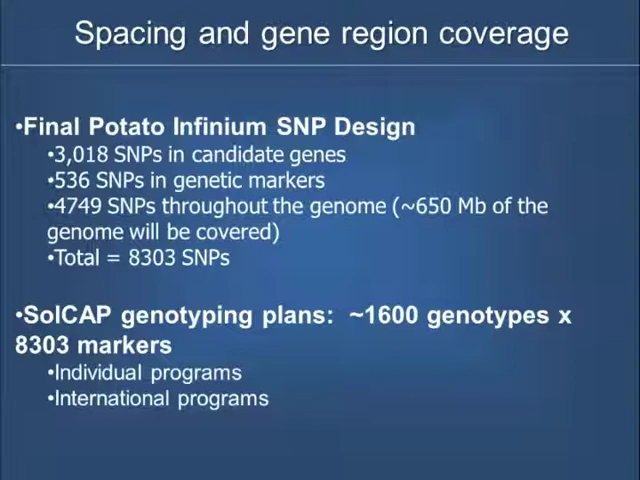 Spacing and gene region coverage
•Final Potato Infinium SNP Design
•3,018 SNPs in candidate genes
•536 SNPs in genetic markers
•4749 SNPs throughout the genome (~650 Mb of the
genome will be covered)
•Total = 8303 SNPs
•SolCAP genotyping plans:  ~1600 genotypes x
8303 markers
•Individual programs
•International programs